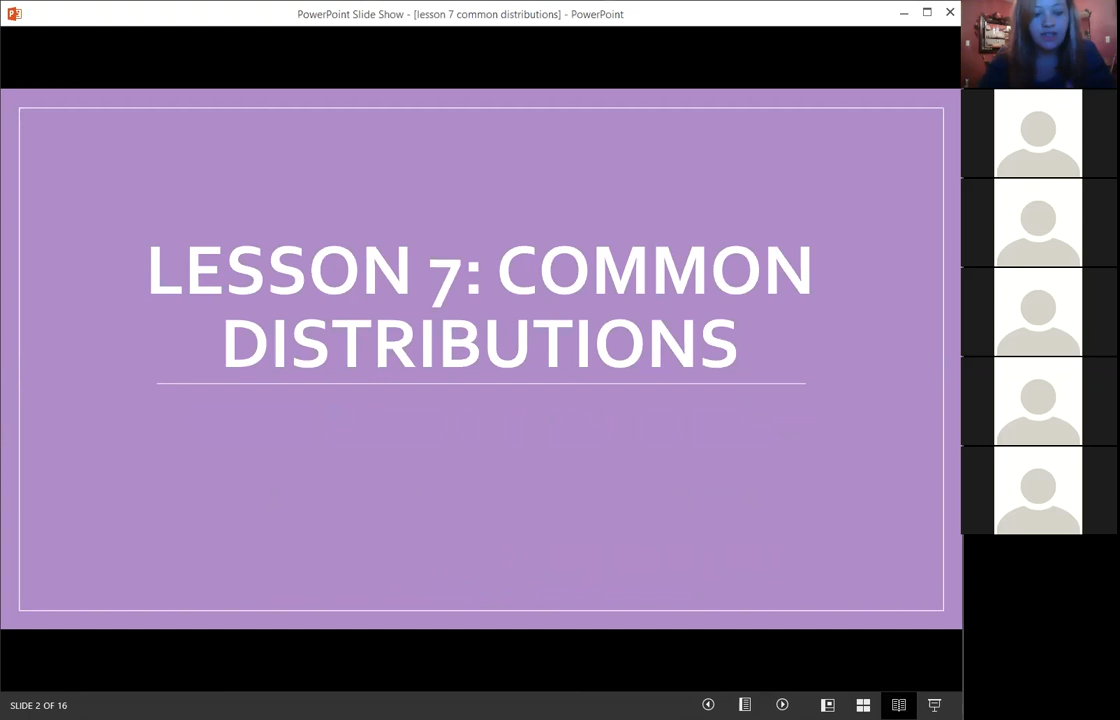 PowerPoint Slide Show - [lesson 7 common distributions] - PowerPoint
LESSON 7: COMMON
DISTRIBUTIONS
SLIDE 2 OF 16